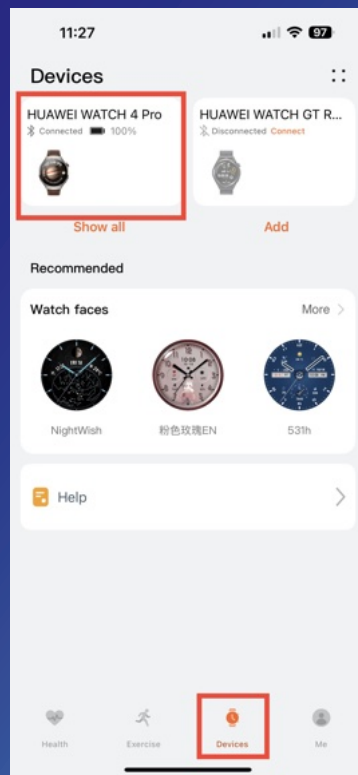 11:27
97
Devices
HUAWEI WATCH 4 Pro
Connected 100%
HUAWEI WATCH GT R...
Disconnected Connect
Show all
Add
Recommended
Watch faces
More
NightWish
粉色玫瑰EN
531h
Help
Health
Exercise
Devices
Me